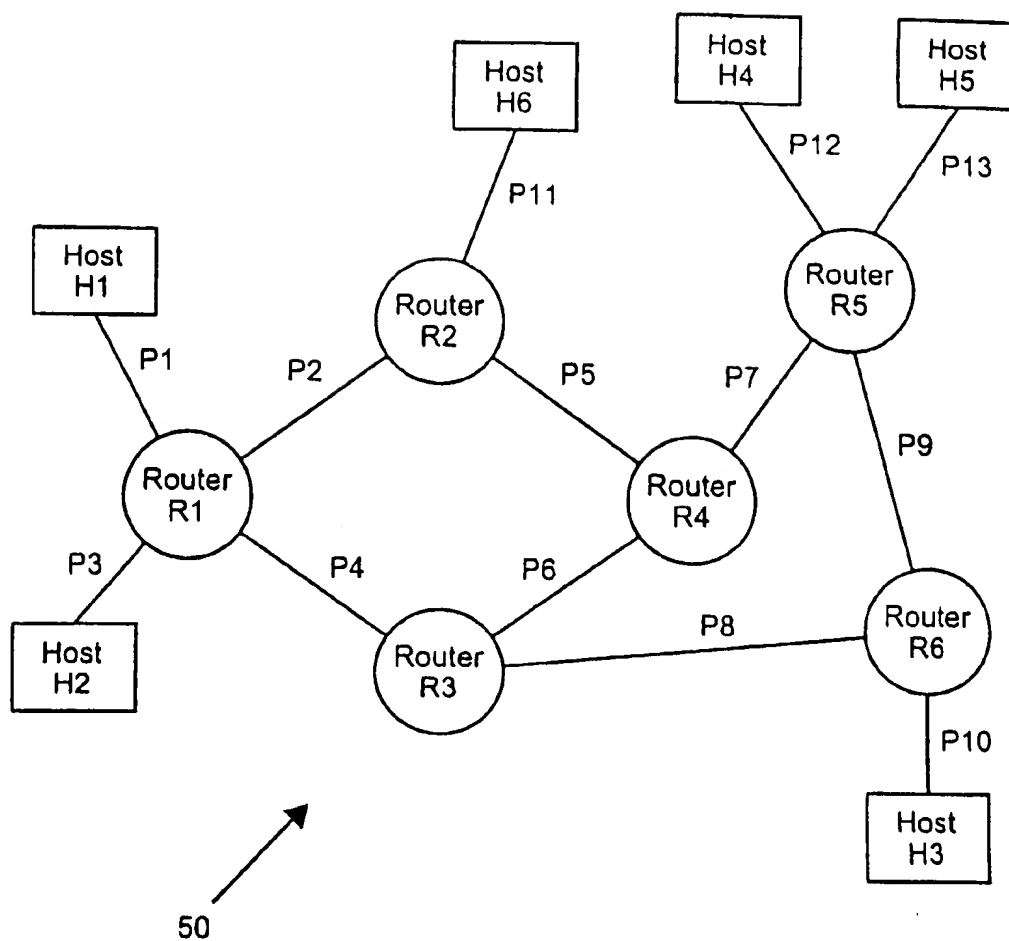 Host
H4
Host
H5
Host
H6
P12
P13
P11
Host
H1
Router
R5
Router
R2
P1
P2
P5
P7
P9
Router
R1
Router
R4
P3
P4
P6
P8
Router
R6
Host
H2
Router
R3
P10
Host
H3
50